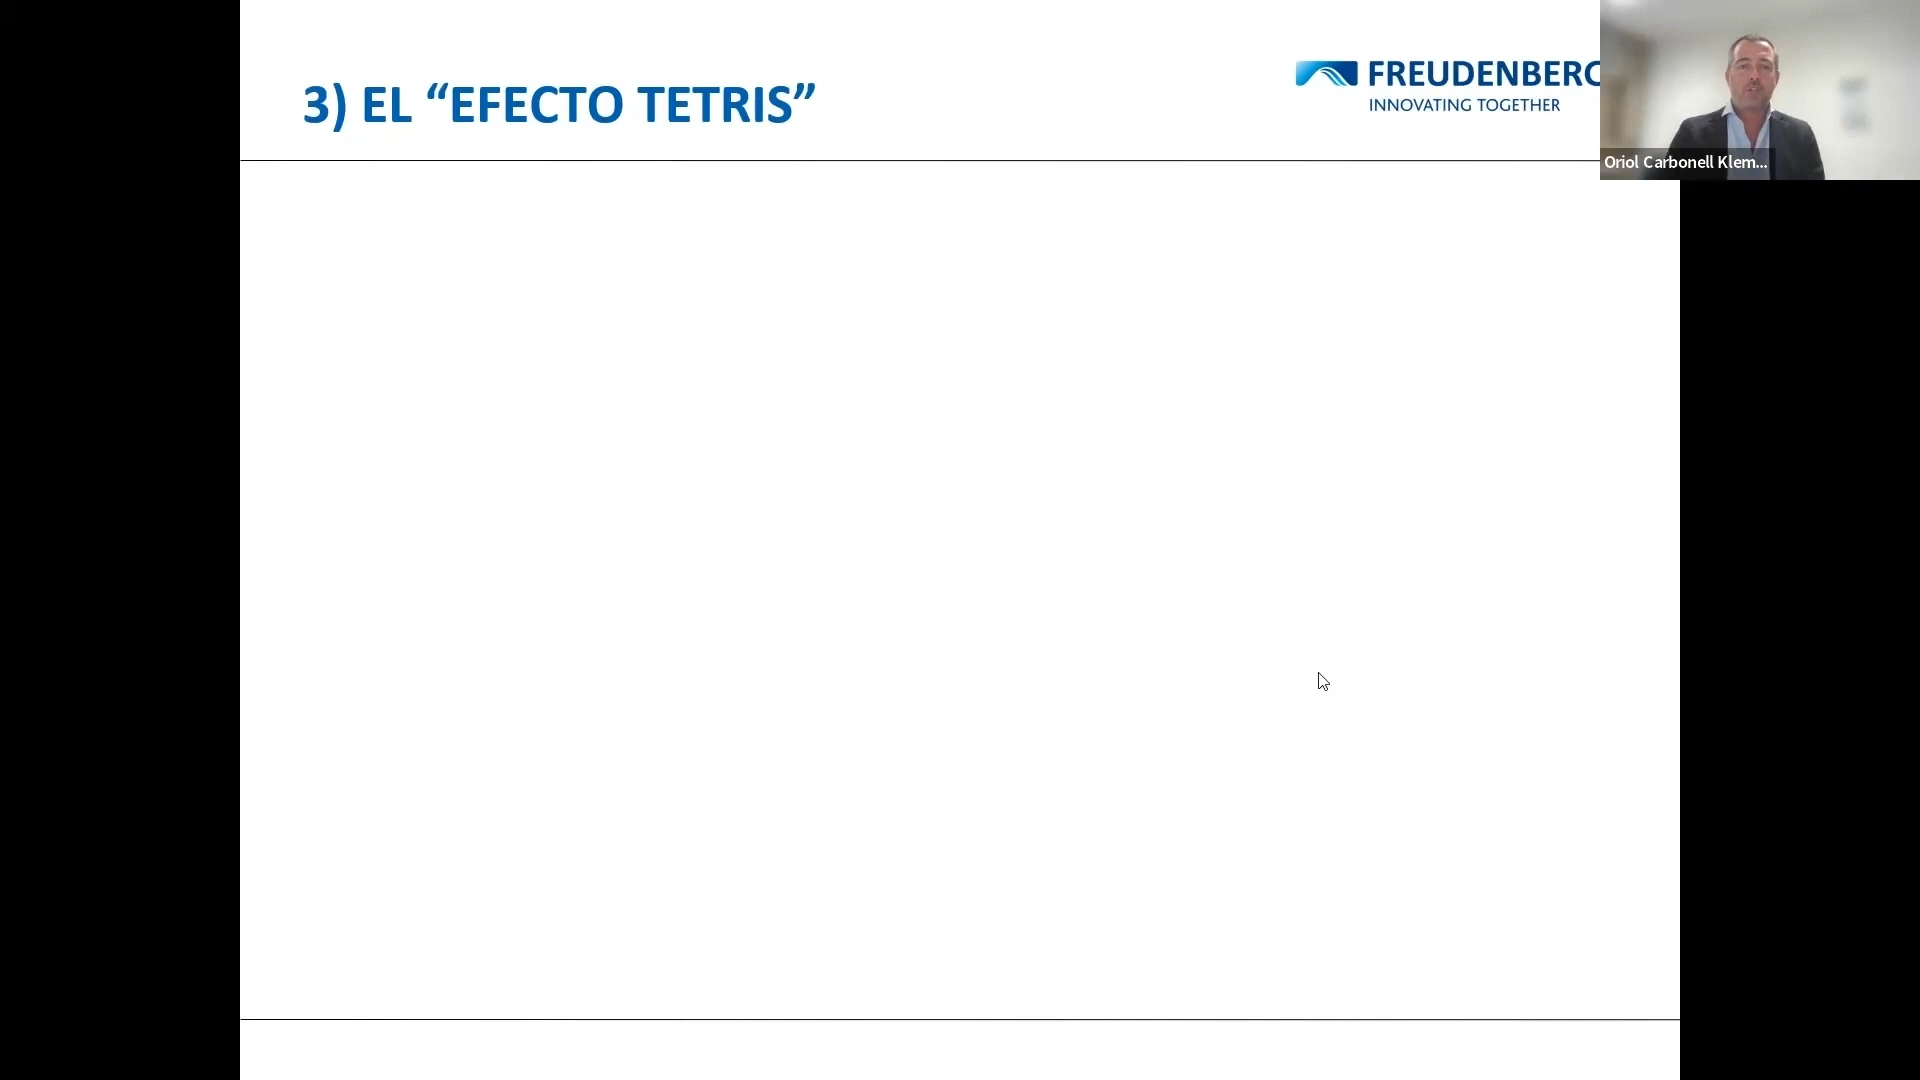 3) EL “EFECTO TETRIS”
FREUDENBERG
INNOVATING TOGETHER
Oriol Carbonell Klem...